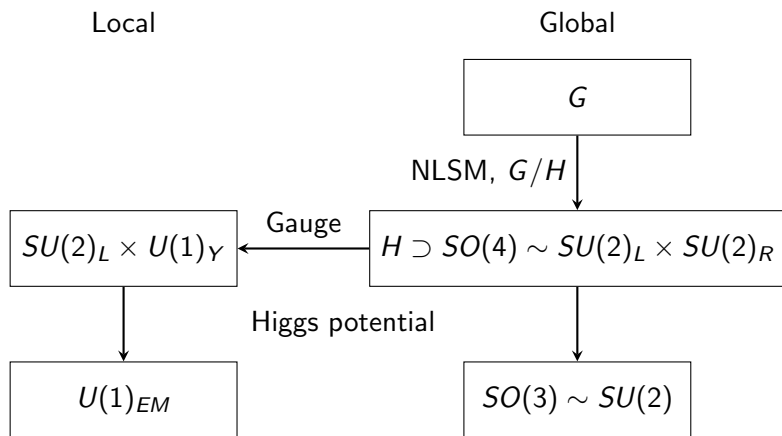 Local Global
G
NLSM, G/H
Gauge
SU(2)_L × U(1)_Y
H ⊃ SO(4) ∼ SU(2)_L × SU(2)_R
Higgs potential
U(1)_{EM}
SO(3) ∼ SU(2)